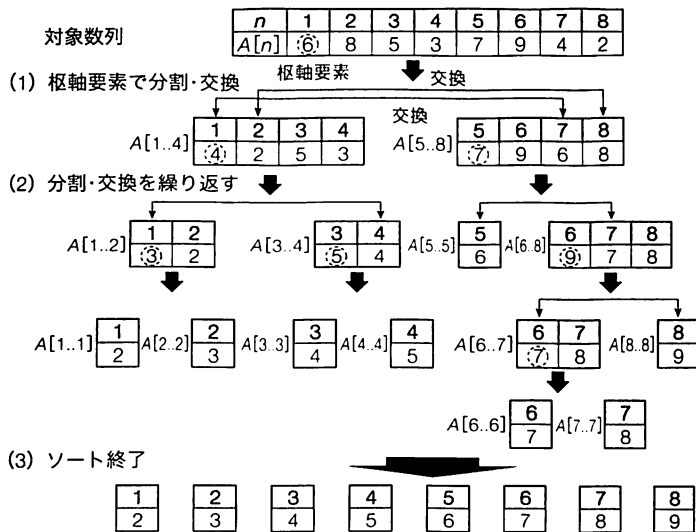 対象数列
n 1 2 3 4 5 6 7 8
A[n] 6 8 5 3 7 9 4 2
枢軸要素 交換
(1) 枢軸要素で分割・交換
交換
A[1..4] 1 2 3 4 A[5..8] 5 6 7 8
4 2 5 3 7 9 6 8
(2) 分割・交換を繰り返す
A[1..2] 1 2 A[3..4] 3 4 A[5..5] 5 A[6..8] 6 7 8
3 2 5 4 6 9 7 8
A[1..1] 1 A[2..2] 2 A[3..3] 3 A[4..4] 4 A[6..7] 6 7 A[8..8] 8
2 3 4 5 7 8 9
A[6..6] 6 A[7..7] 7
7 8
(3) ソート終了
1 2 3 4 5 6 7 8
2 3 4 5 6 7 8 9